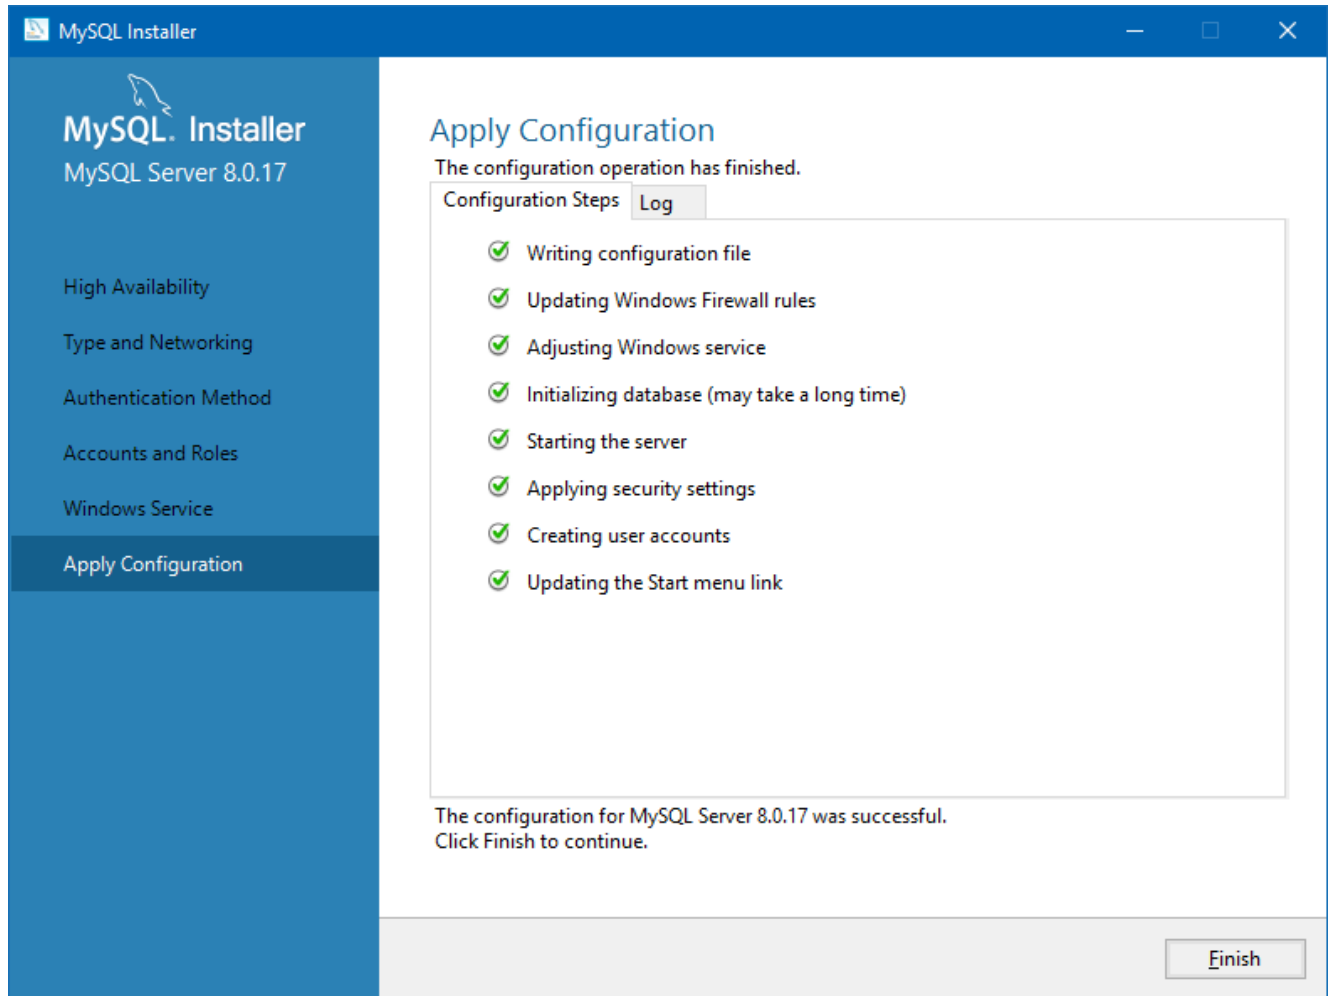 MySQL Installer
MySQL. Installer
MySQL Server 8.0.17
High Availability
Type and Networking
Authentication Method
Accounts and Roles
Windows Service
Apply Configuration
Apply Configuration
The configuration operation has finished.
Configuration Steps Log
Writing configuration file
Updating Windows Firewall rules
Adjusting Windows service
Initializing database (may take a long time)
Starting the server
Applying security settings
Creating user accounts
Updating the Start menu link
The configuration for MySQL Server 8.0.17 was successful.
Click Finish to continue.
Finish